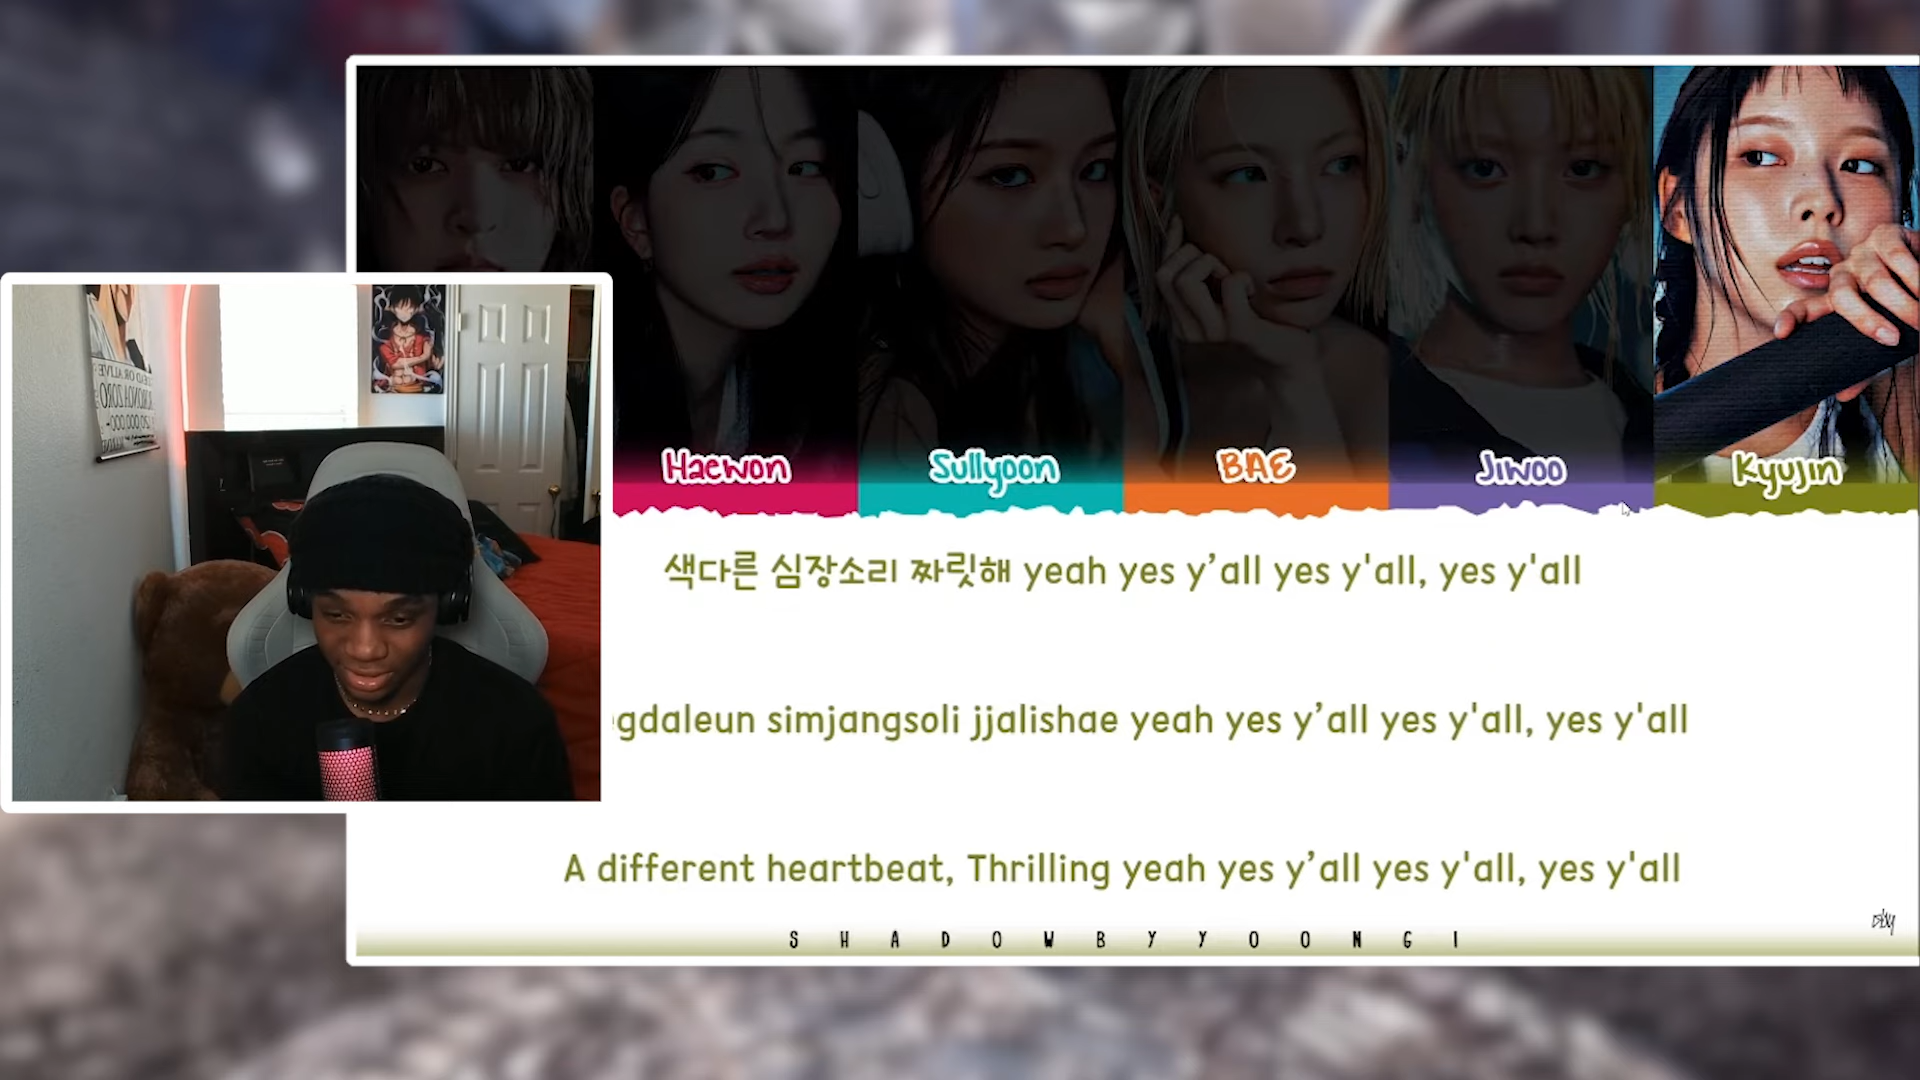 Haewon
Sullyoon
BAE
Jiwoo
Kyujin
색다른 심장소리 짜릿해 yeah yes y’all yes y'all, yes y'all
gdaleun simjangsoli jjalishae yeah yes y’all yes y'all, yes y'all
A different heartbeat, Thrilling yeah yes y’all yes y'all, yes y'all
SHADOWBYYOONGI